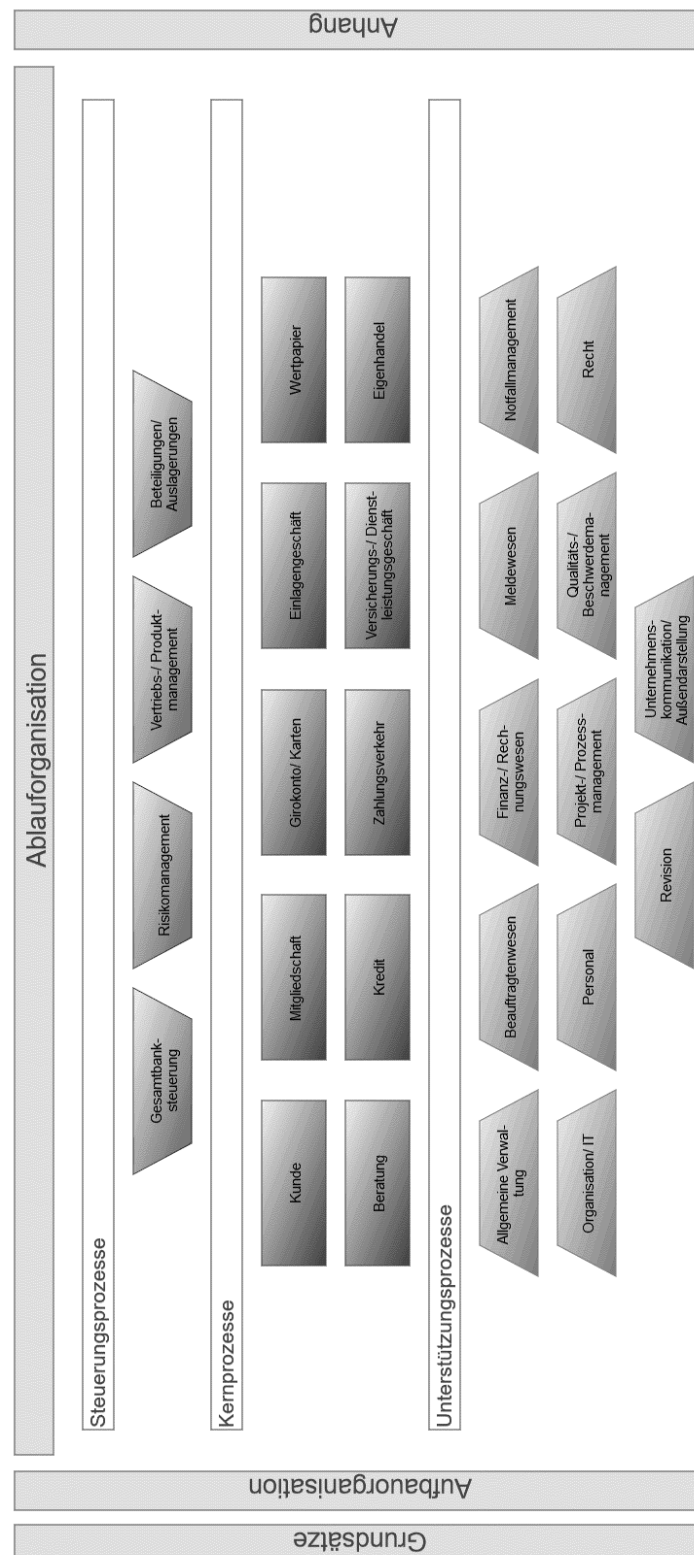 Grundsätze
Aufbauorganisation
Ablauforganisation
Steuerungsprozesse
Gesamtbank-
steuerung
Risikomanagement
Vertriebs-/ Produkt-
management
Beteiligungen/
Auslagerungen
Kernprozesse
Kunde
Mitgliedschaft
Girokonto/ Karten
Einlagengeschäft
Wertpapier
Beratung
Kredit
Zahlungsverkehr
Versicherungs-/ Dienst-
leistungsgeschäft
Eigenhandel
Unterstützungsprozesse
Allgemeine Verwal-
tung
Beauftragtenwesen
Finanz-/ Rech-
nungswesen
Meldewesen
Notfallmanagement
Organisation/ IT
Personal
Projekt-/ Prozess-
management
Qualitäts-/
Beschwerdema-
nagement
Recht
Revision
Unternehmens-
kommunikation/
Außendarstellung
Anhang